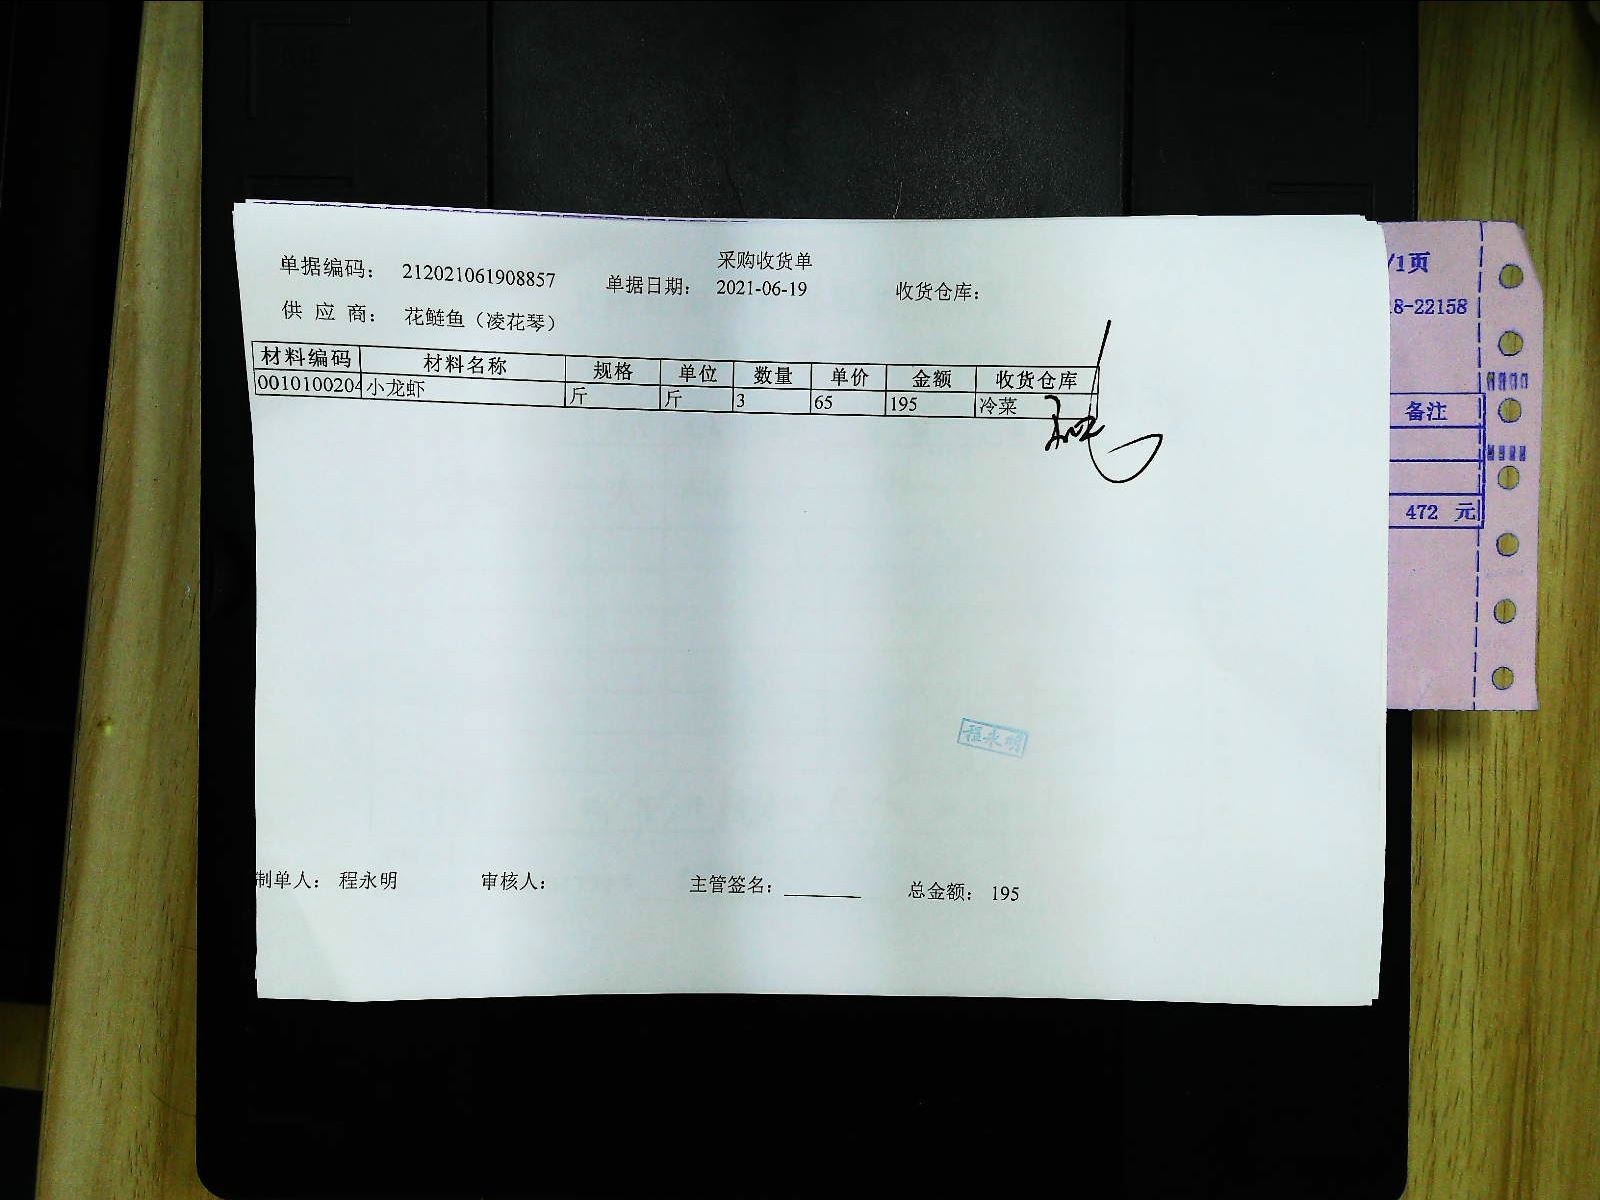 采购收货单
单据编码： 212021061908857 单据日期： 2021-06-19 收货仓库：
供 应 商： 花鲢鱼（凌花琴）
材料编码 材料名称 规格 单位 数量 单价 金额 收货仓库
0010100204 小龙虾 斤 斤 3 65 195 冷菜
程永明
制单人： 程永明 审核人： 主管签名： 总金额： 195
/1页
8-22158
备注
472 元